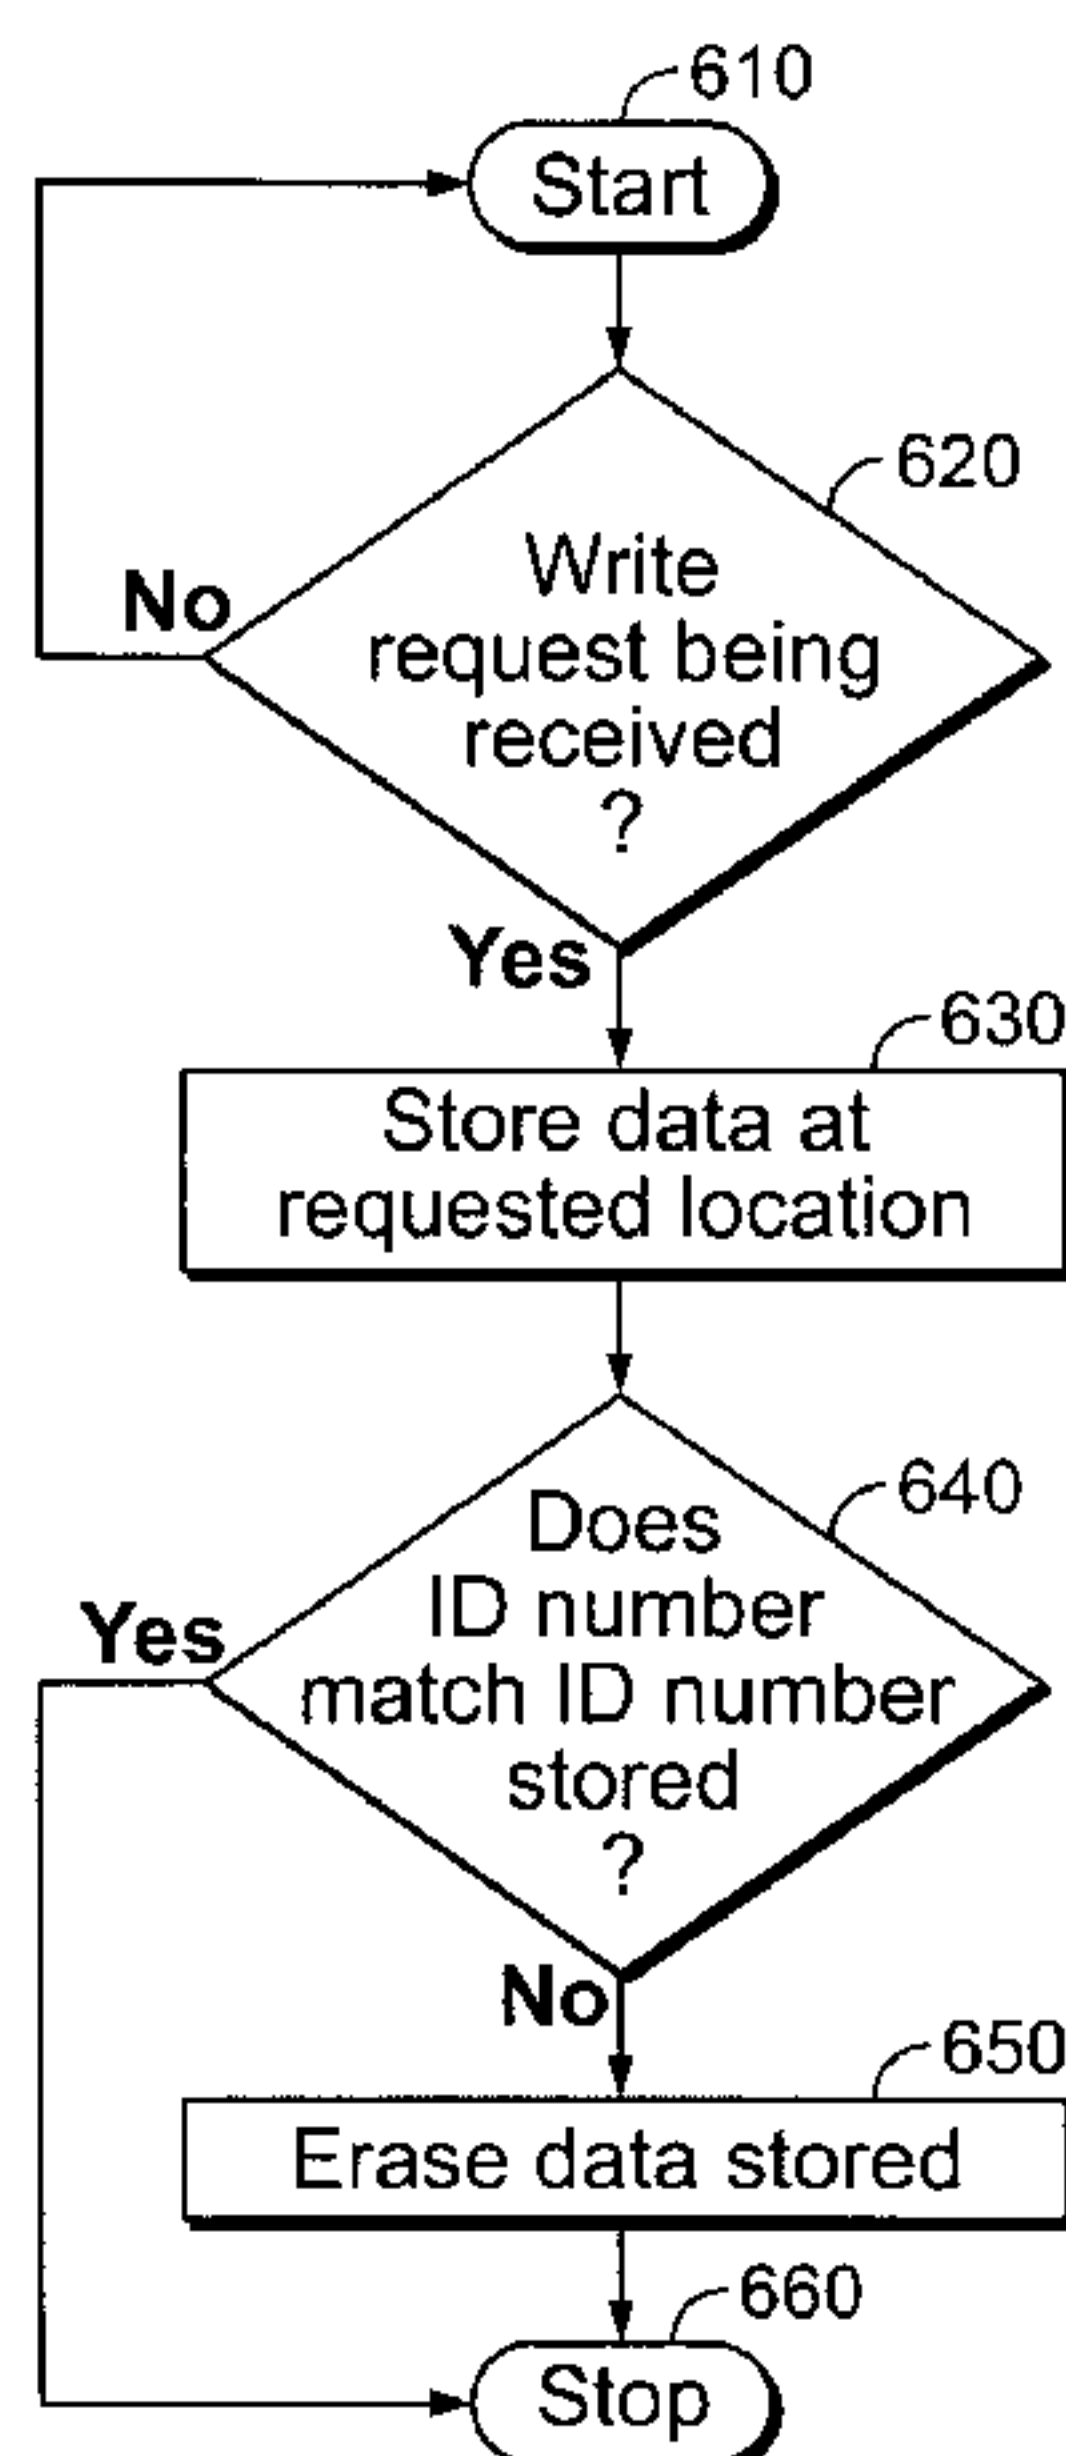 610
Start
620
Write
No
request being
received
?
Yes
630
Store data at
requested location
640
Does
ID number
Yes
match ID number
stored
?
No
650
Erase data stored
660
Stop